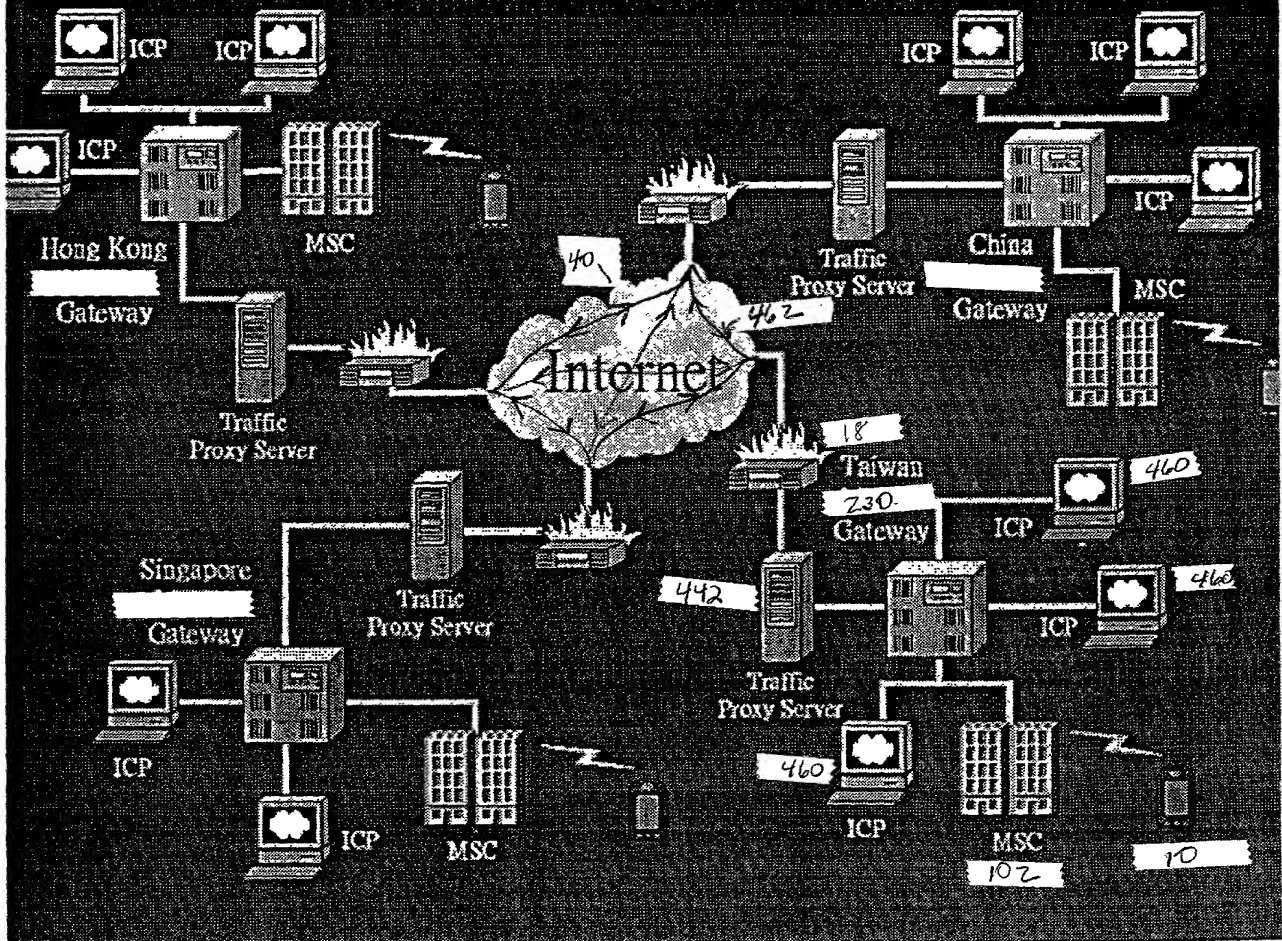 ICP
ICP
ICP
MSC
Hong Kong
Gateway
Traffic
Proxy Server
ICP
ICP
ICP
Traffic
Proxy Server
China
Gateway
MSC
40
462
Internet
18
Taiwan
230
Gateway
ICP
460
ICP
460
442
Traffic
Proxy Server
460
ICP
MSC
102
10
Singapore
Gateway
Traffic
Proxy Server
ICP
ICP
MSC